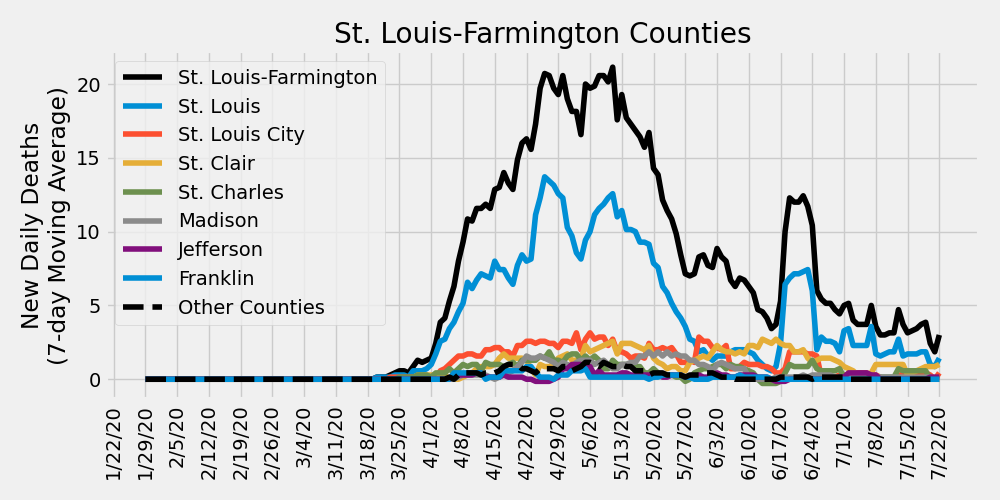 St. Louis-Farmington Counties
New Daily Deaths
(7-day Moving Average)
20
15
10
5
0
St. Louis-Farmington
St. Louis
St. Louis City
St. Clair
St. Charles
Madison
Jefferson
Franklin
Other Counties
1/22/20
1/29/20
2/5/20
2/12/20
2/19/20
2/26/20
3/4/20
3/11/20
3/18/20
3/25/20
4/1/20
4/8/20
4/15/20
4/22/20
4/29/20
5/6/20
5/13/20
5/20/20
5/27/20
6/3/20
6/10/20
6/17/20
6/24/20
7/1/20
7/8/20
7/15/20
7/22/20